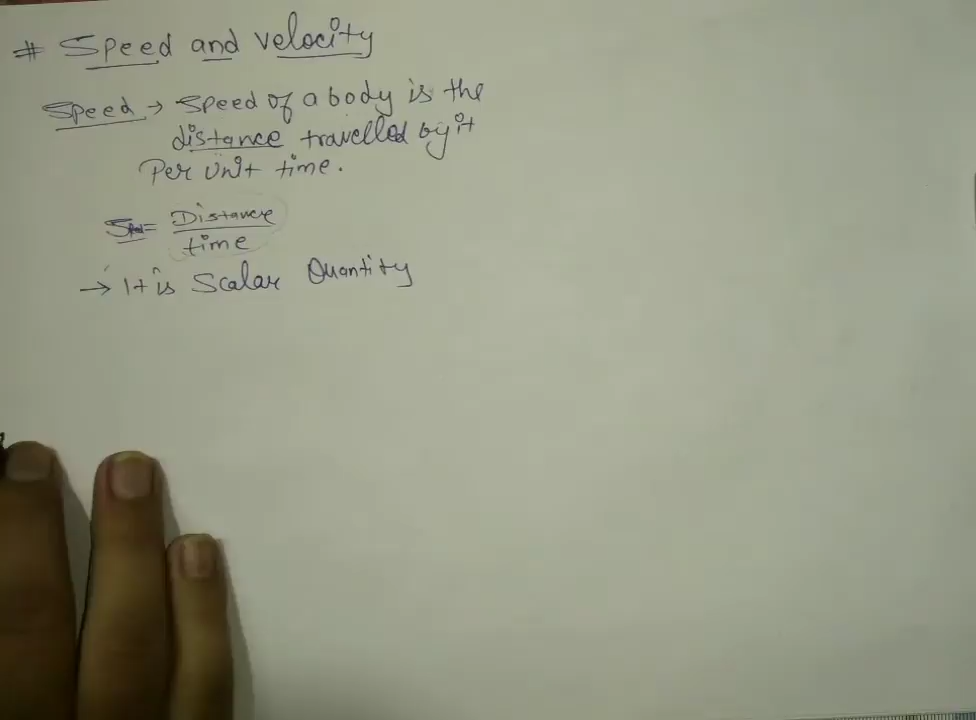 # Speed and velocity
Speed → Speed of a body is the
distance travelled by it
Per Unit time.
Speed = Distance
time
→ It is Scalar Quantity